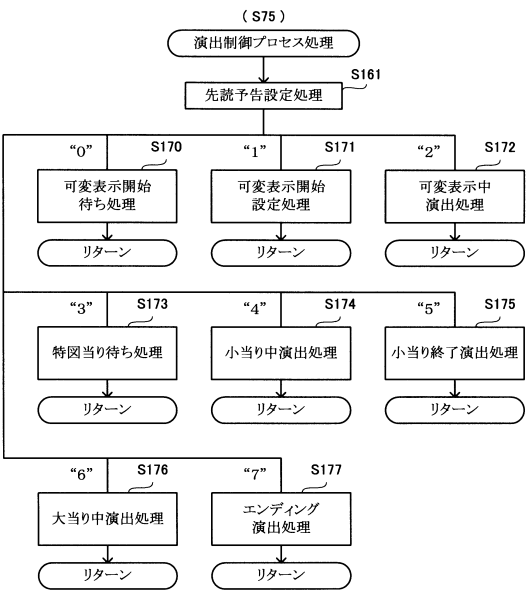 (S75)
演出制御プロセス処理
S161
先読予告設定処理
“0”
S170
可変表示開始
待ち処理
リターン
“1”
S171
可変表示開始
設定処理
リターン
“2”
S172
可変表示中
演出処理
リターン
“3”
S173
特図当り待ち処理
リターン
“4”
S174
小当り中演出処理
リターン
“5”
S175
小当り終了演出処理
リターン
“6”
S176
大当り中演出処理
リターン
“7”
S177
エンディング
演出処理
リターン